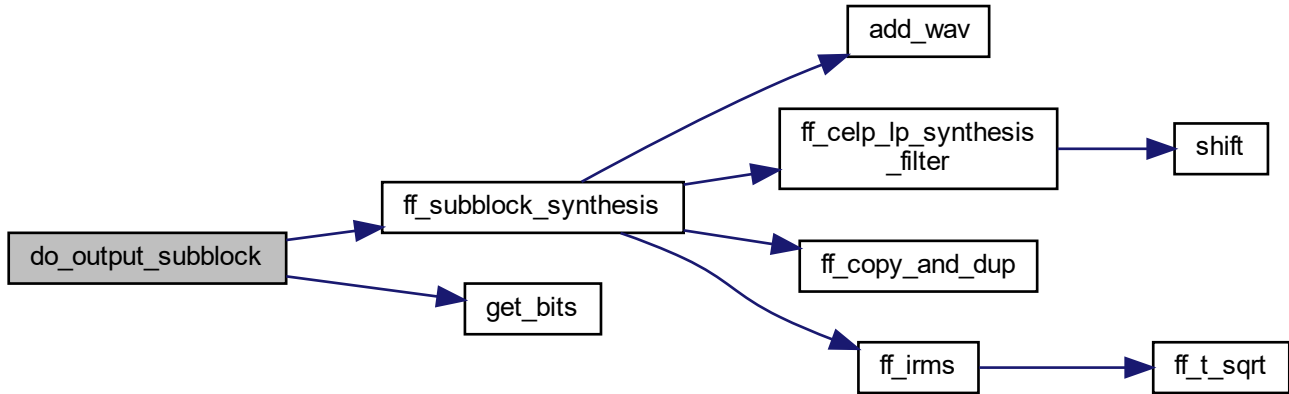 do_output_subblock
ff_subblock_synthesis
get_bits
add_wav
ff_celp_lp_synthesis
_filter
ff_copy_and_dup
ff_irms
shift
ff_t_sqrt